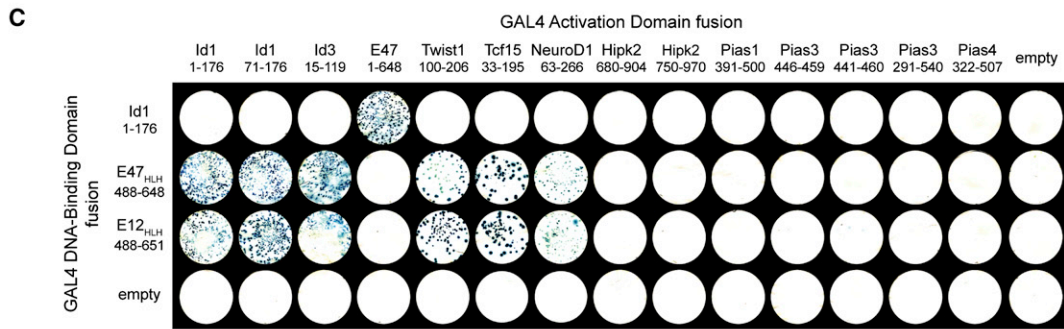 C
GAL4 Activation Domain fusion
Id1 Id1 Id3 E47 Twist1 Tcf15 NeuroD1 Hipk2 Hipk2 Pias1 Pias3 Pias3 Pias3 Pias4 empty
1-176 71-176 15-119 1-648 100-206 33-195 63-266 680-904 750-970 391-500 446-459 441-460 291-540 322-507
GAL4 DNA-Binding Domain
fusion
Id1
1-176
E47HLH
488-648
E12HLH
488-651
empty